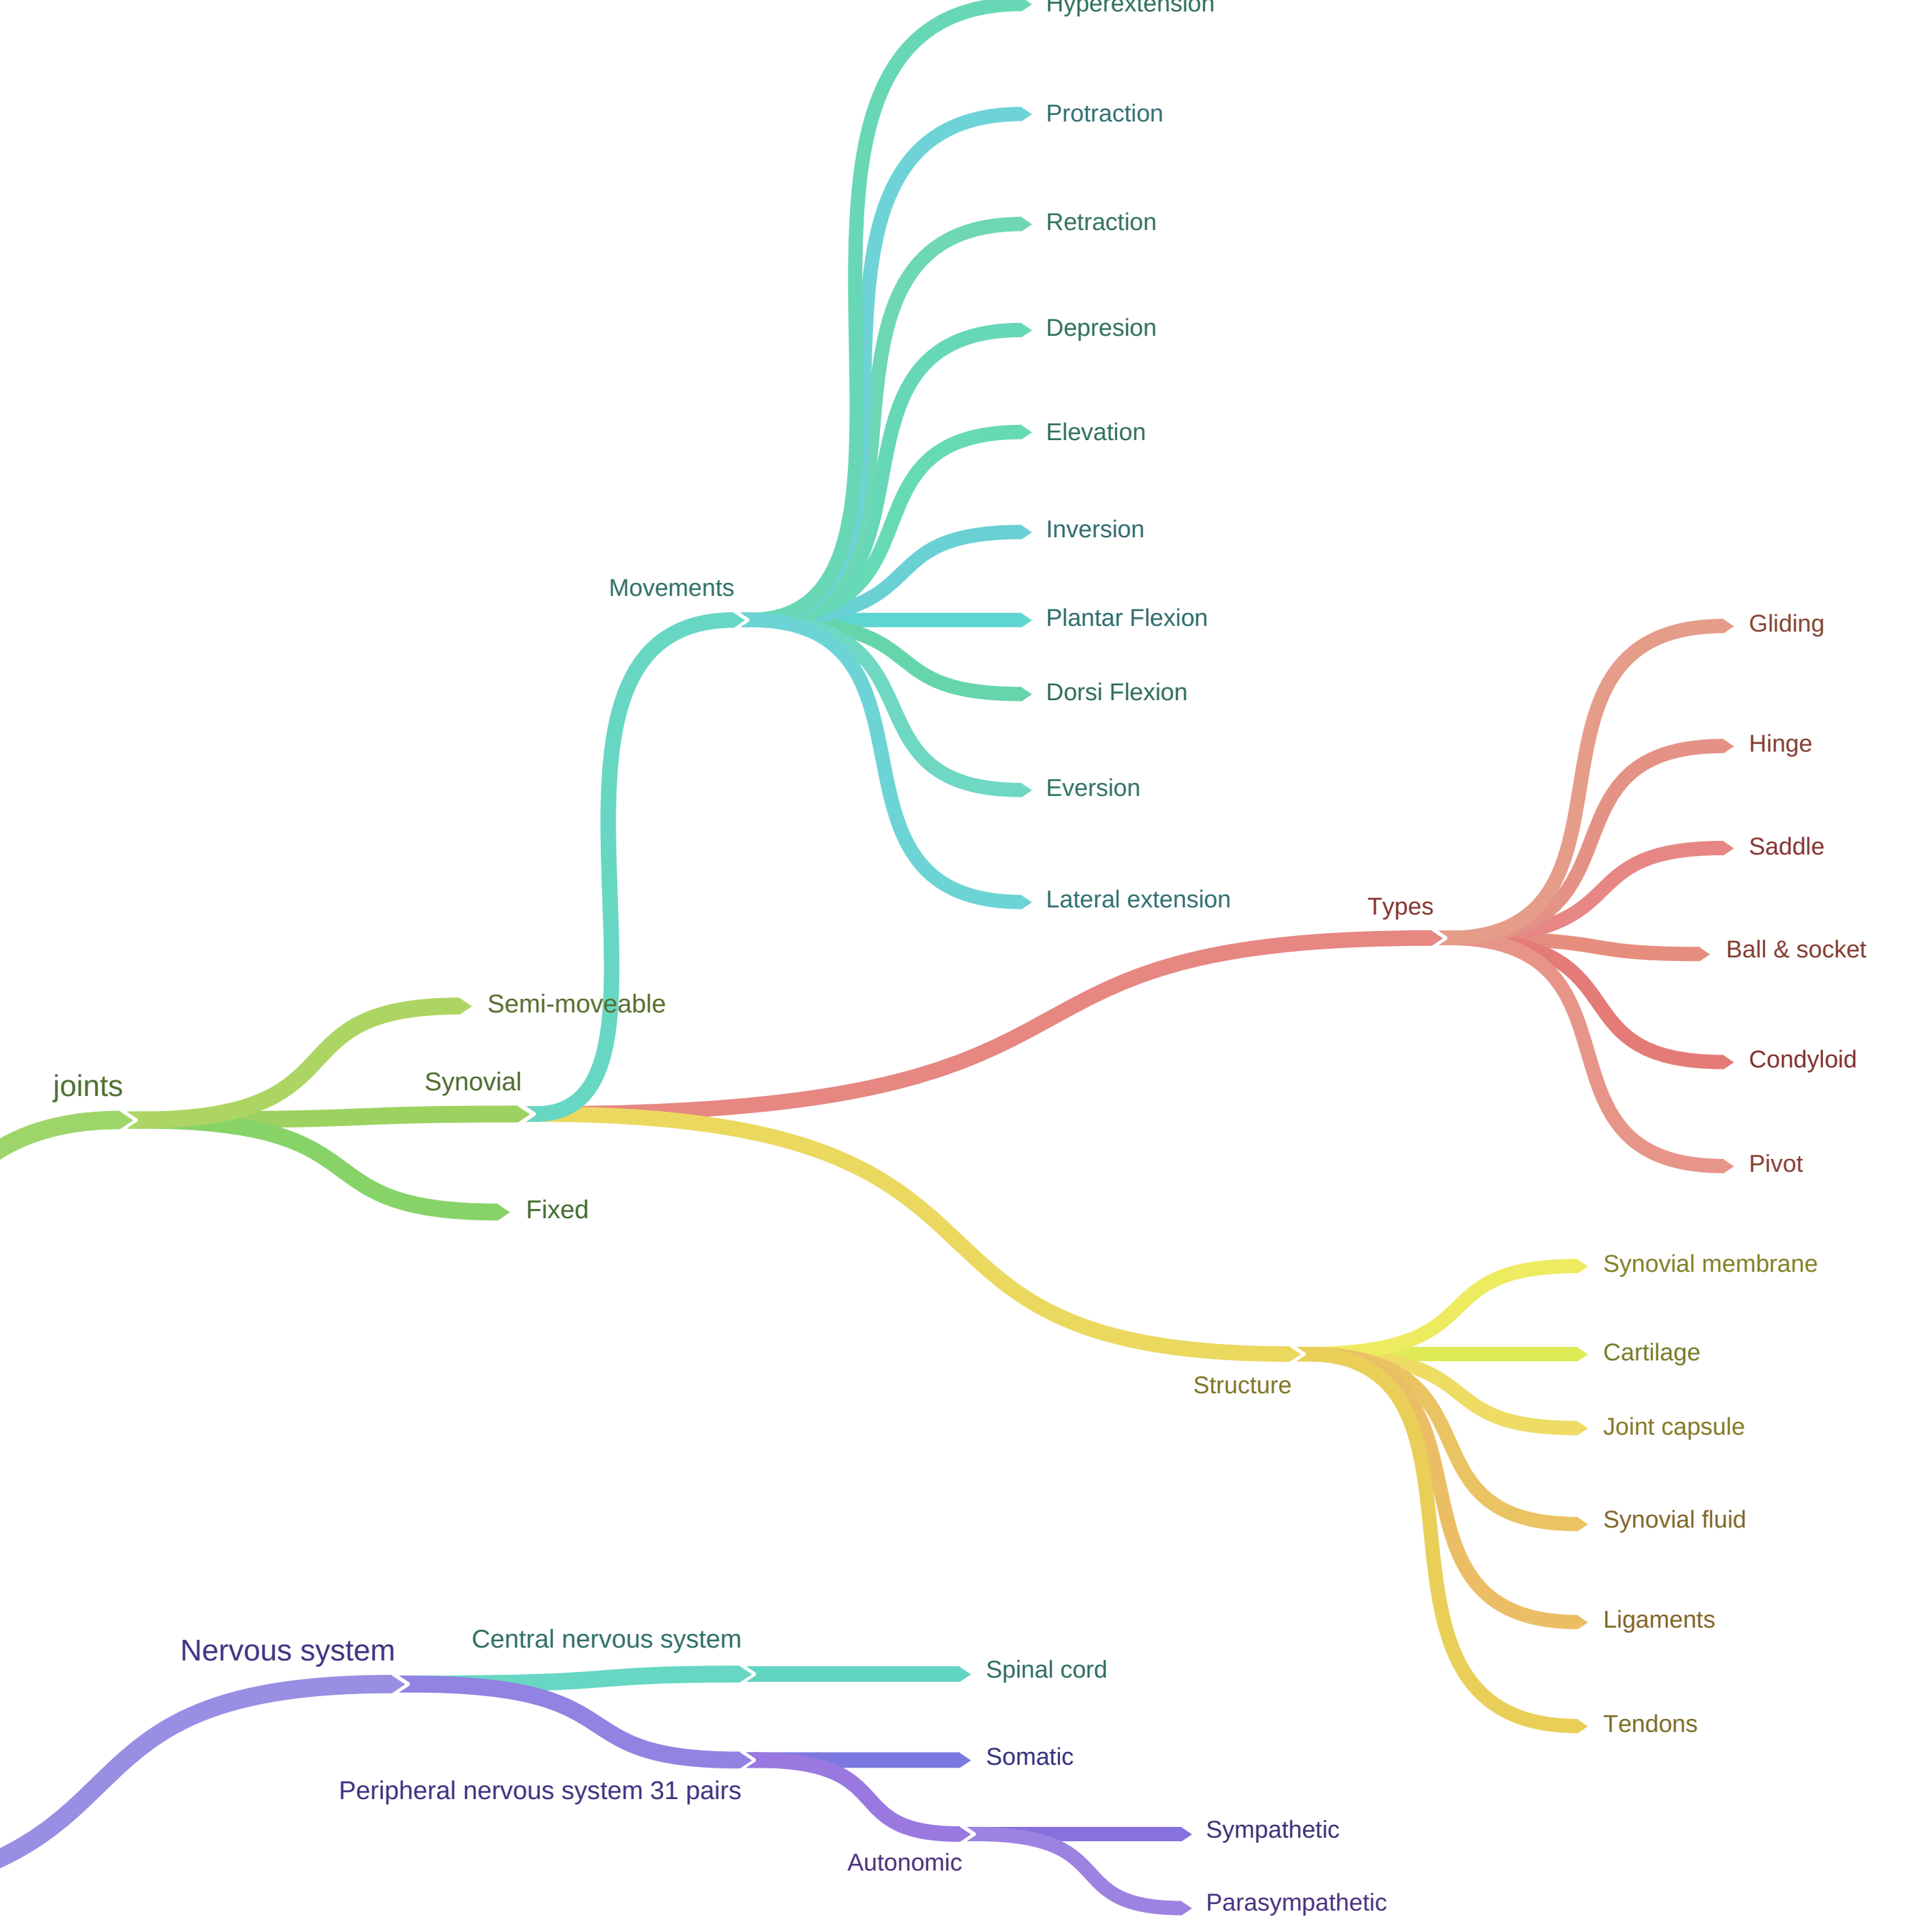 Hyperextension
Protraction
Retraction
Depresion
Elevation
Inversion
Movements
Plantar Flexion
Dorsi Flexion
Eversion
Lateral extension
Types
Gliding
Hinge
Saddle
Ball & socket
Condyloid
Pivot
Semi-moveable
joints
Synovial
Fixed
Structure
Synovial membrane
Cartilage
Joint capsule
Synovial fluid
Ligaments
Tendons
Nervous system
Central nervous system
Spinal cord
Peripheral nervous system 31 pairs
Somatic
Autonomic
Sympathetic
Parasympathetic